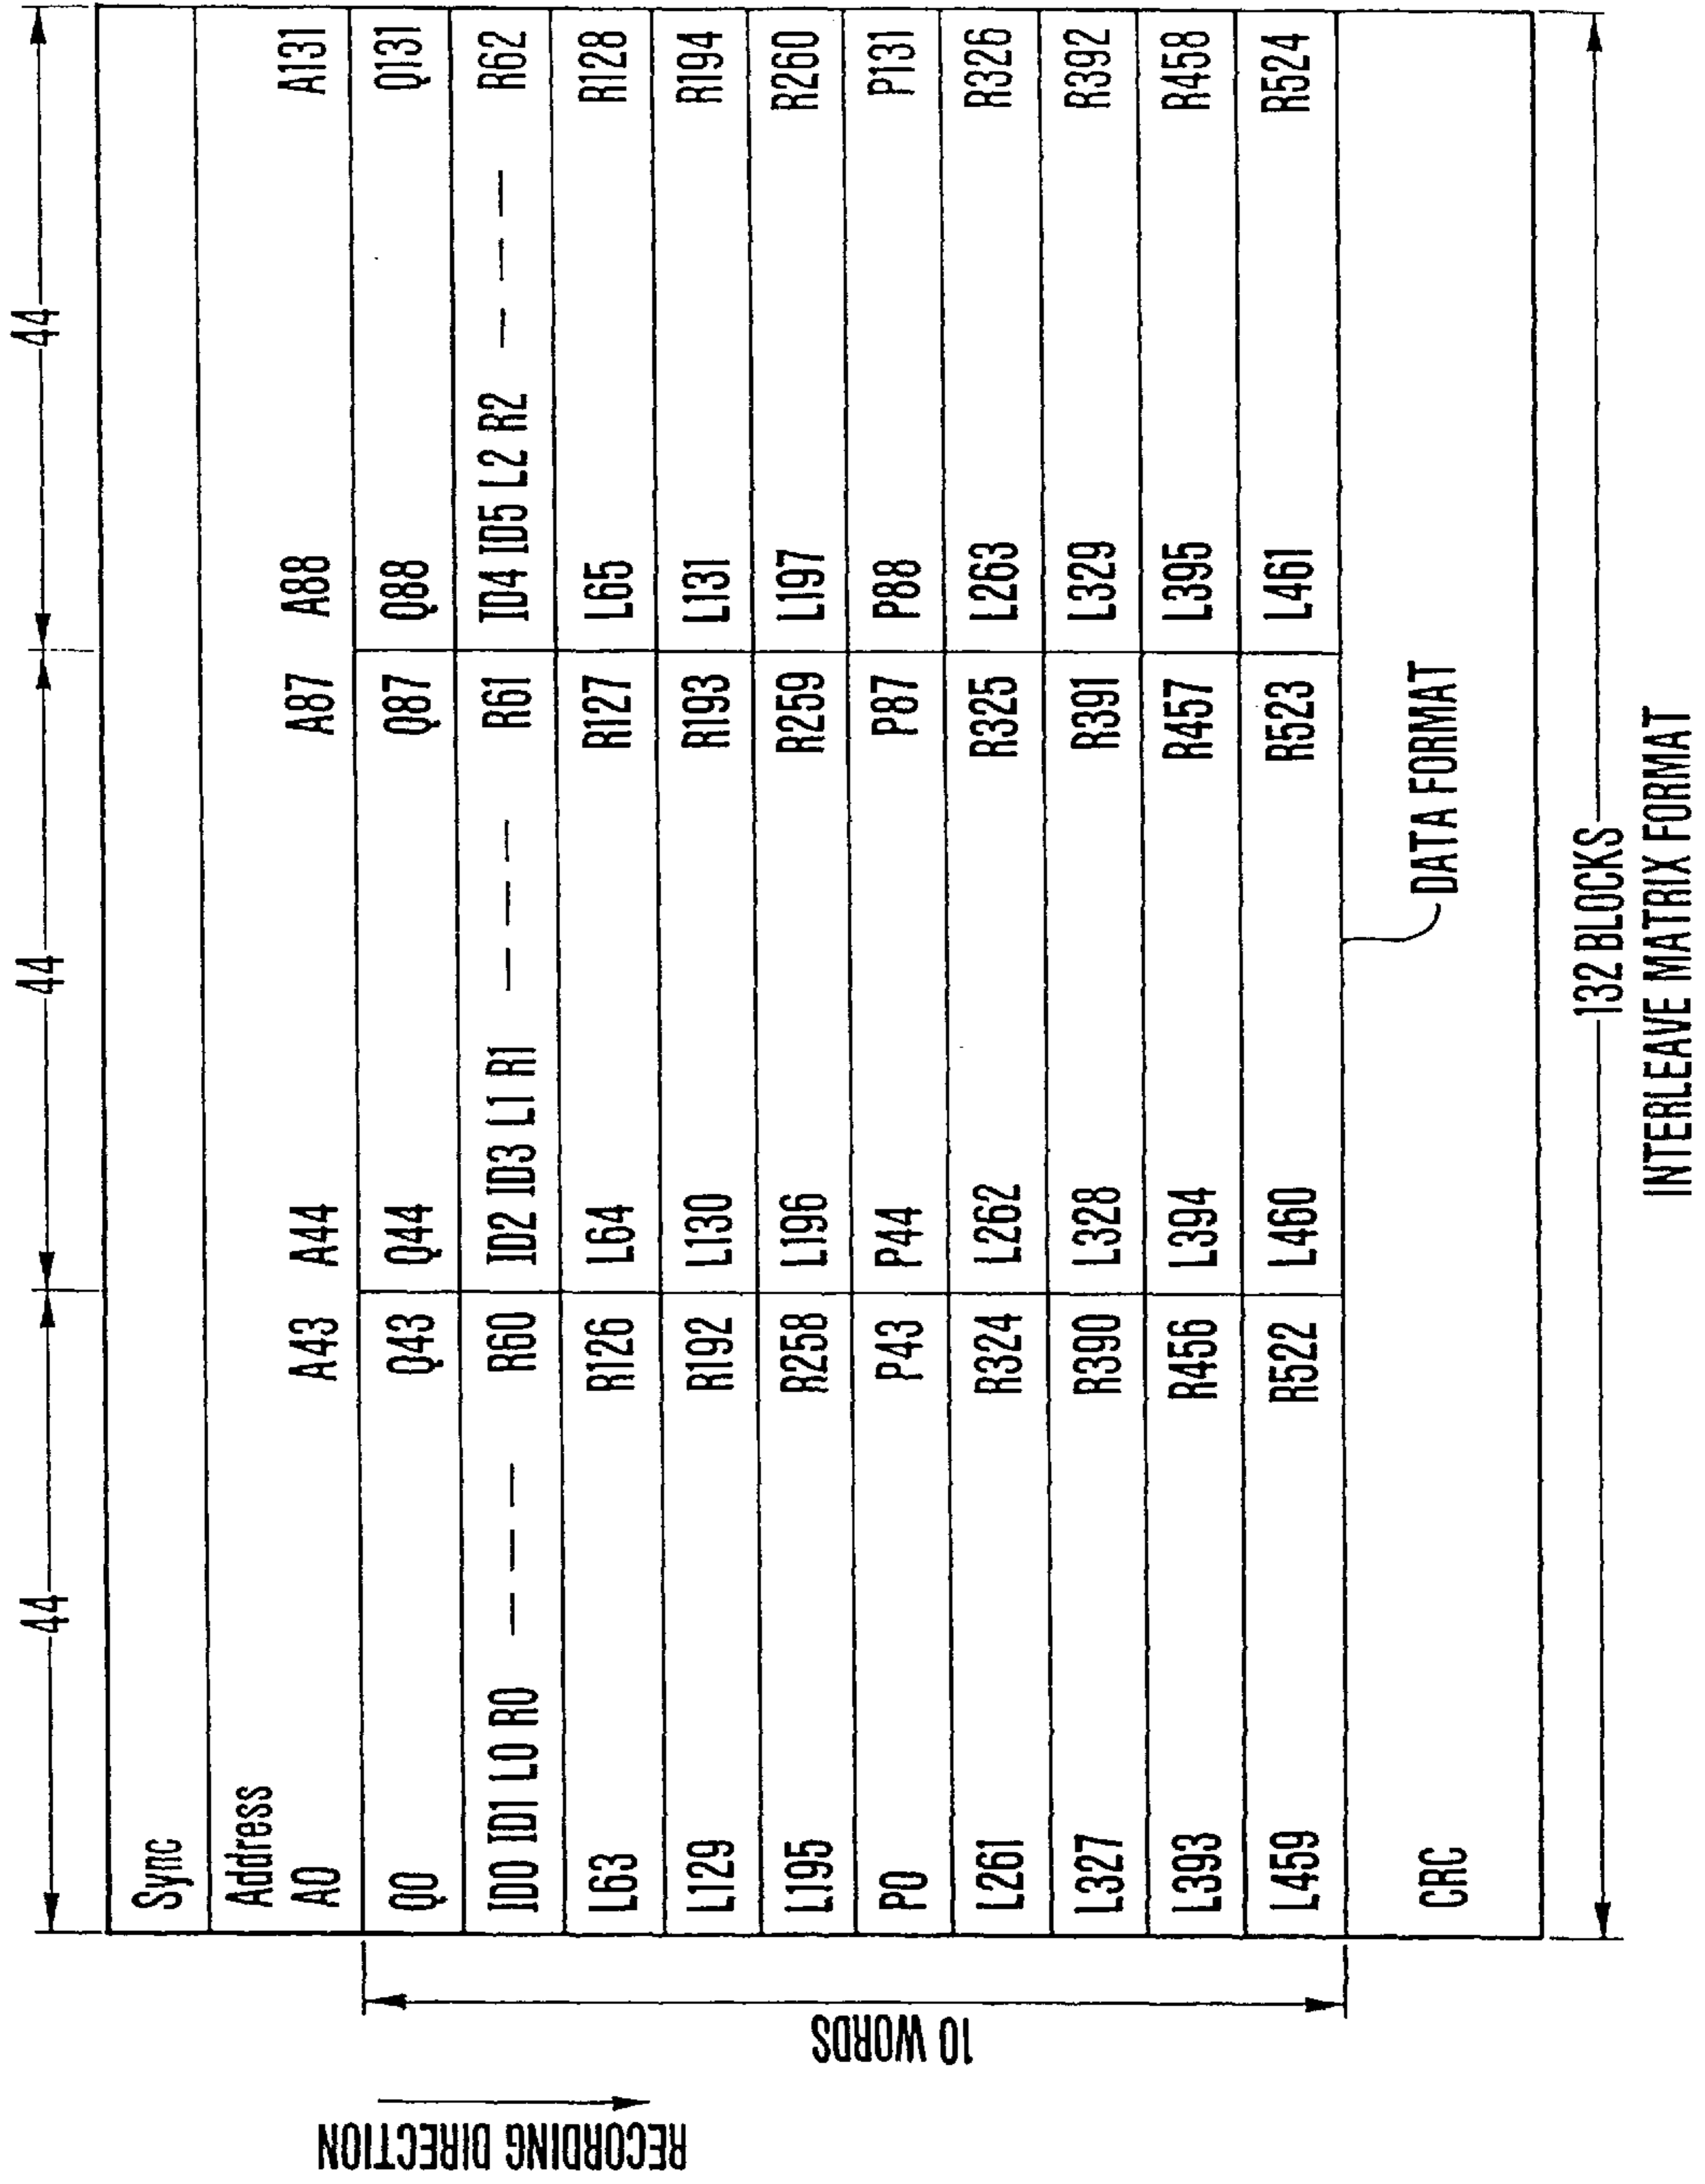 44 44 44
Sync
Address
A0 A43 A44 A87 A88 A131
Q0 Q43 Q44 Q87 Q88 Q131
ID0 ID1 L0 R0 — — — — R60 ID2 ID3 L1 R1 — — — — R61 ID4 ID5 L2 R2 — — — — R62
L63 R126 L64 R127 L65 R128
L129 R192 L130 R193 L131 R194
L195 R258 L196 R259 L197 R260
P0 P43 P44 P87 P88 P131
L261 R324 L262 R325 L263 R326
L327 R390 L328 R391 L329 R392
L393 R456 L394 R457 L395 R458
L459 R522 L460 R523 L461 R524
CRC
DATA FORMAT
132 BLOCKS
INTERLEAVE MATRIX FORMAT
10 WORDS
RECORDING DIRECTION